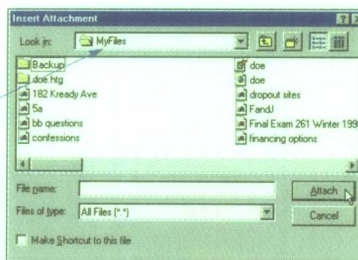 Insert Attachment
Look in: MyFiles
Backup
doe.htg
182 Kready Ave
5a
bb questions
confessions
doe
doe
dropout sites
FandJ
Final Exam 261 Winter 199
financing options
File name:
Attach
Files of type: All Files (*.*)
Cancel
Make Shortcut to this file